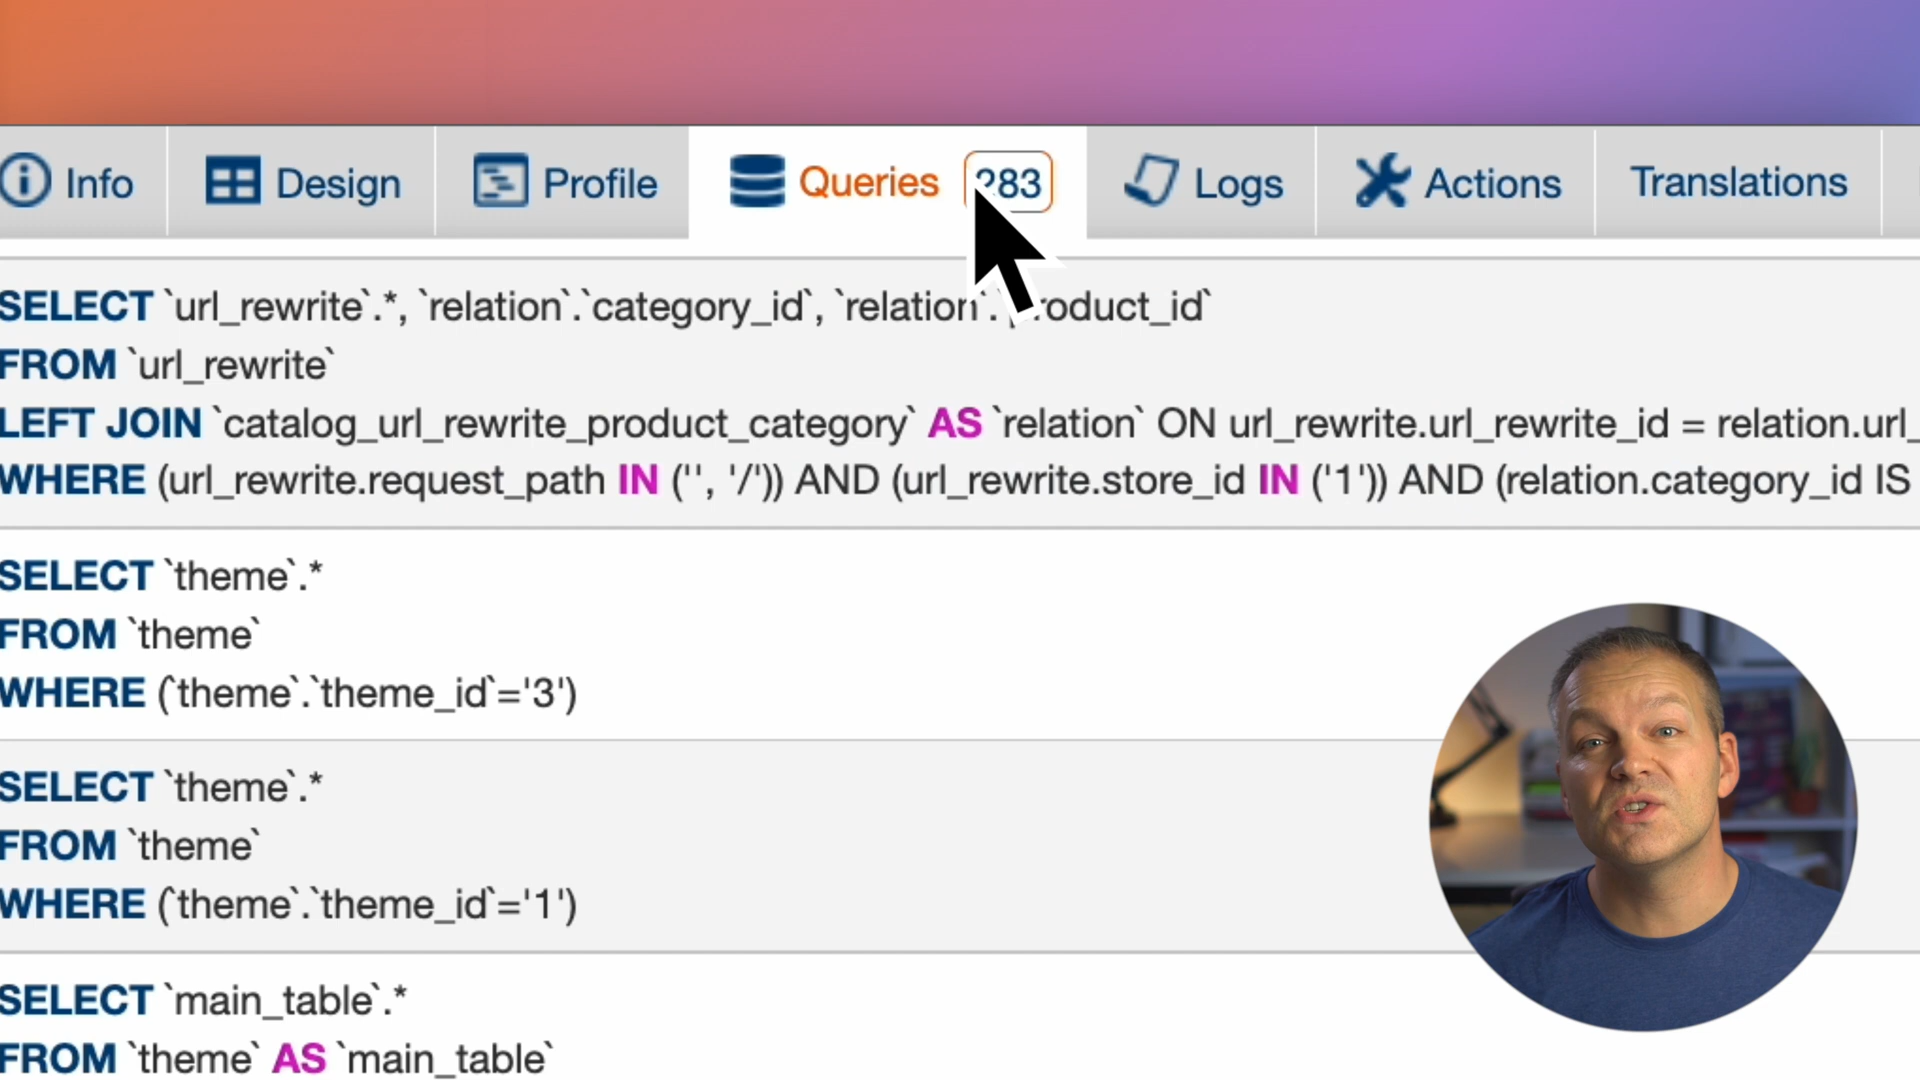 Info Design Profile Queries 283 Logs Actions Translations
SELECT `url_rewrite`.*, `relation`.`category_id`, `relation`.`product_id`
FROM `url_rewrite`
LEFT JOIN `catalog_url_rewrite_product_category` AS `relation` ON url_rewrite.url_rewrite_id = relation.url_
WHERE (url_rewrite.request_path IN ('', '/')) AND (url_rewrite.store_id IN ('1')) AND (relation.category_id IS
SELECT `theme`.*
FROM `theme`
WHERE (`theme`.`theme_id`='3')
SELECT `theme`.*
FROM `theme`
WHERE (`theme`.`theme_id`='1')
SELECT `main_table`.*
FROM `theme` AS `main_table`